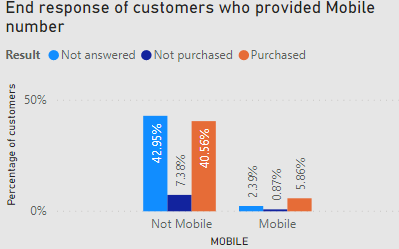 End response of customers who provided Mobile
number
Result Not answered Not purchased Purchased
Percentage of customers
50%
0%
42.95%
7.38%
40.56%
2.39%
0.87%
5.86%
Not Mobile Mobile
MOBILE